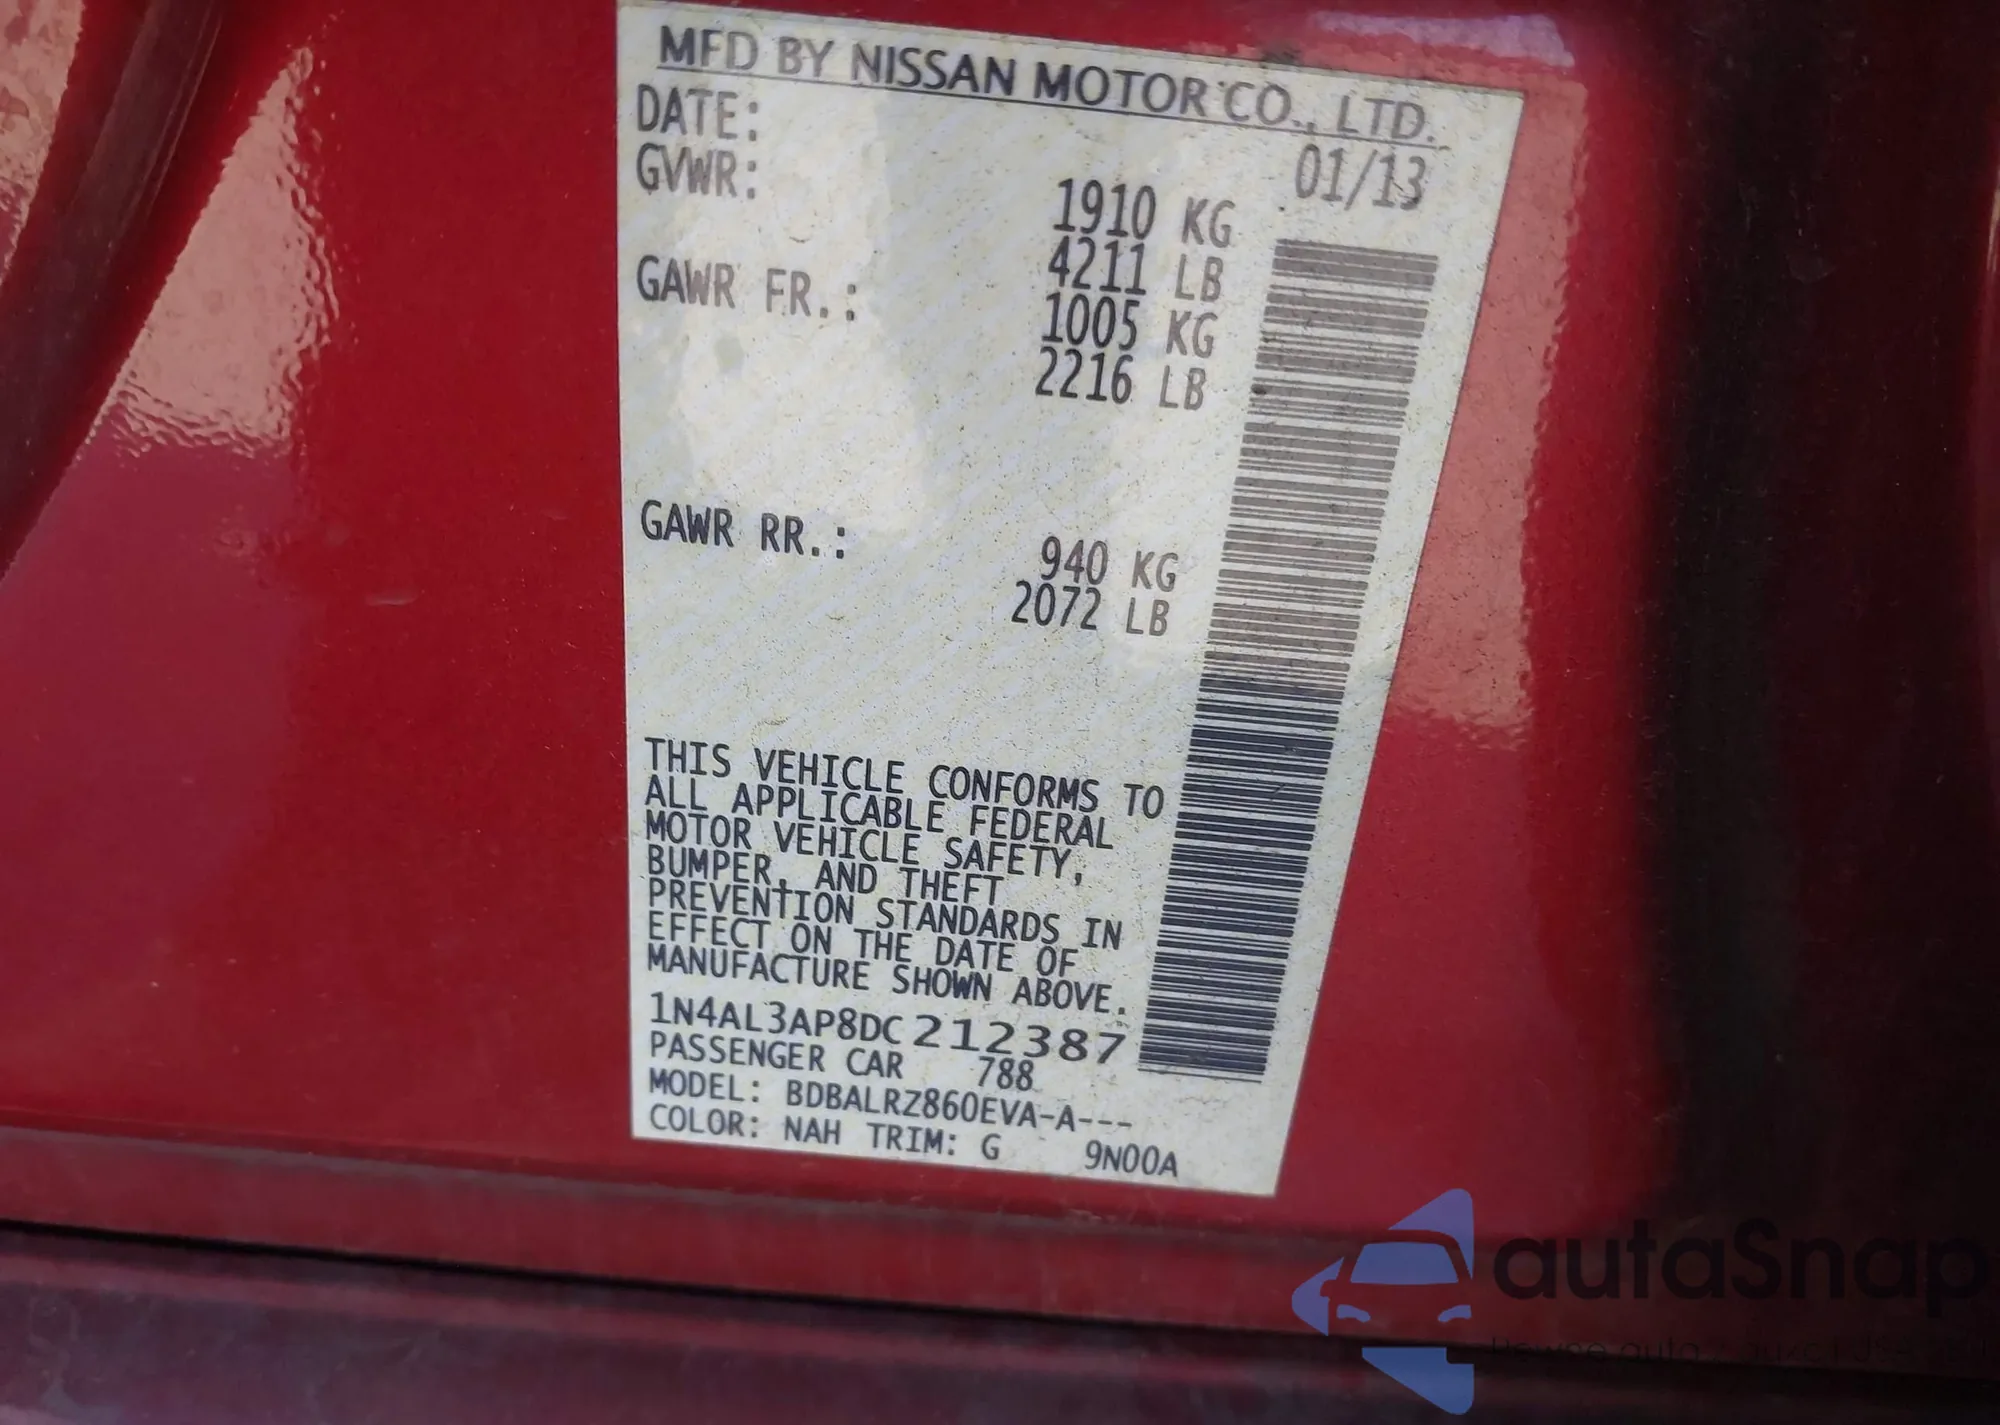 MFD BY NISSAN MOTOR CO., LTD.
DATE: 01/13
GVWR: 1910 KG
4211 LB
GAWR FR.: 1005 KG
2216 LB
GAWR RR.: 940 KG
2072 LB
THIS VEHICLE CONFORMS TO
ALL APPLICABLE FEDERAL
MOTOR VEHICLE SAFETY,
BUMPER, AND THEFT
PREVENTION STANDARDS IN
EFFECT ON THE DATE OF
MANUFACTURE SHOWN ABOVE.
1N4AL3AP8DC212387
PASSENGER CAR 788
MODEL: BDBALRZ860EVA-A---
COLOR: NAH TRIM: G 9N00A
autoSnap